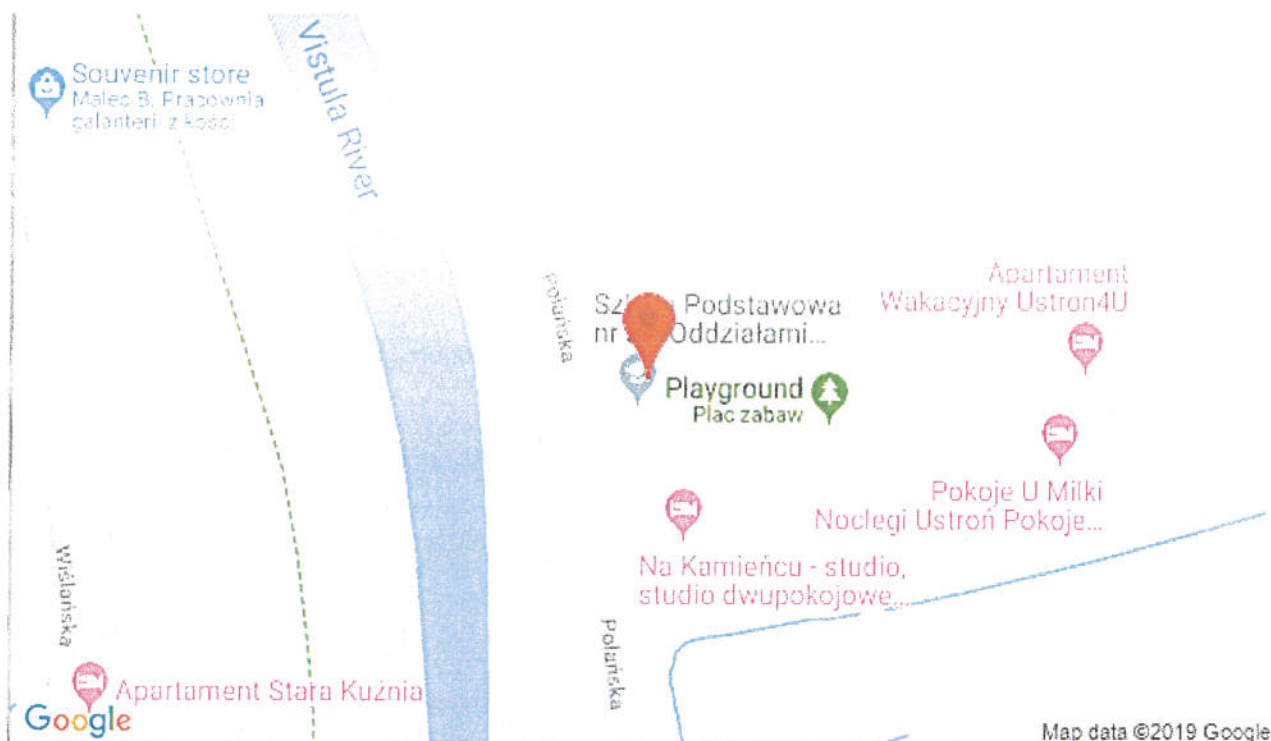 Souvenir store
Malec B. Pracownia
galanterii z kości
Vistula River
Polańska
Apartament
Wakacyjny Ustron4U
Podstawowa
nr Oddziałami...
Playground
Plac zabaw
Pokoje U Milki
Noclegi Ustroń Pokoje...
Na Kamieńcu - studio,
studio dwupokojowe,...
Wiślańska
Polańska
Apartament Stara Kuźnia
Google
Map data ©2019 Google